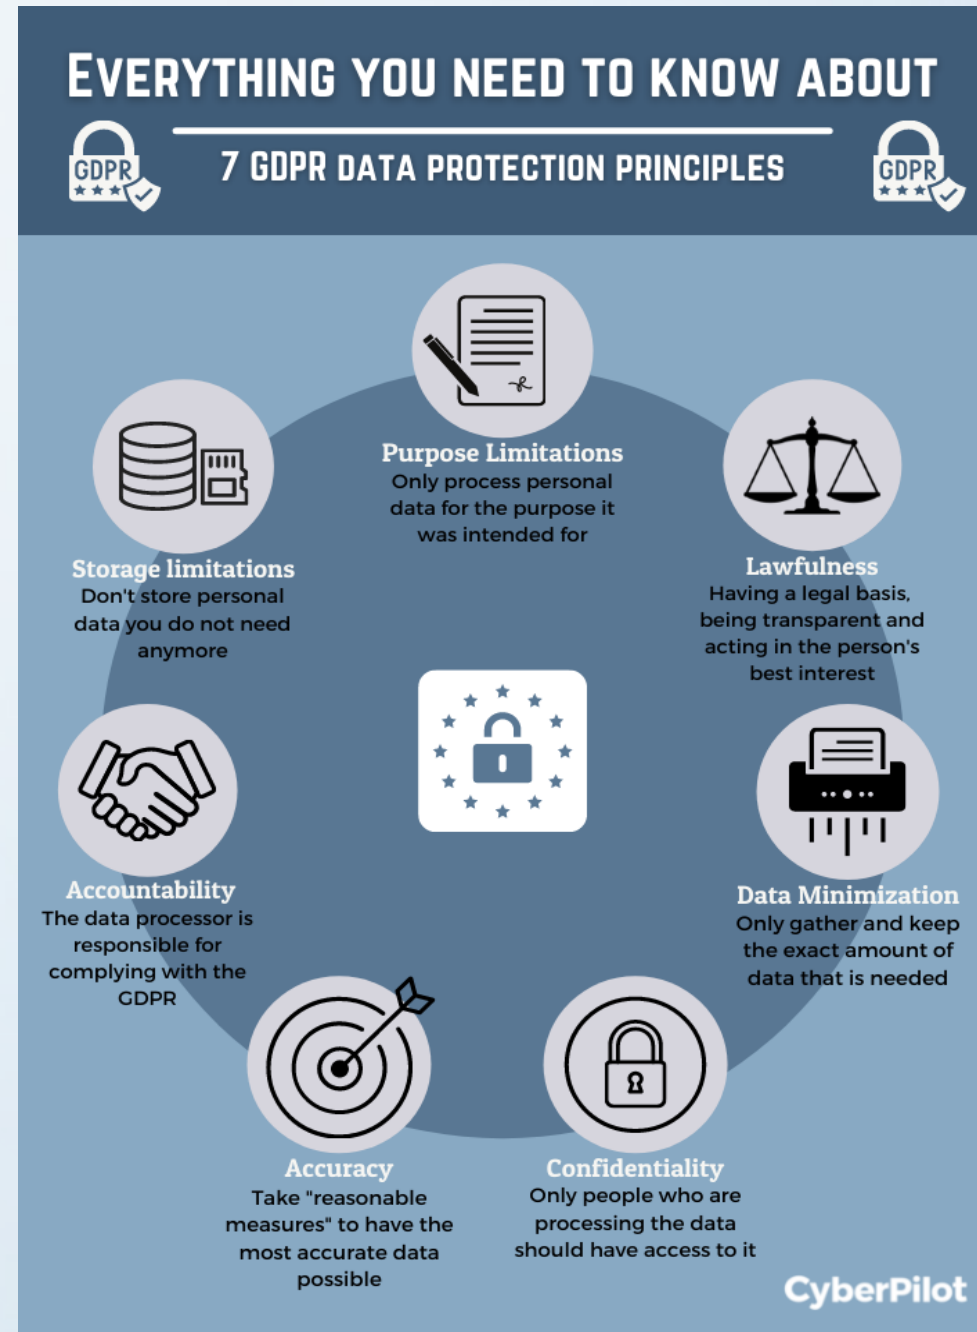 EVERYTHING YOU NEED TO KNOW ABOUT
GDPR
7 GDPR DATA PROTECTION PRINCIPLES
GDPR
Purpose Limitations
Only process personal
data for the purpose it
was intended for
Lawfulness
Having a legal basis,
being transparent and
acting in the person's
best interest
Data Minimization
Only gather and keep
the exact amount of
data that is needed
Confidentiality
Only people who are
processing the data
should have access to it
Accuracy
Take "reasonable
measures" to have the
most accurate data
possible
Accountability
The data processor is
responsible for
complying with the
GDPR
Storage limitations
Don't store personal
data you do not need
anymore
CyberPilot